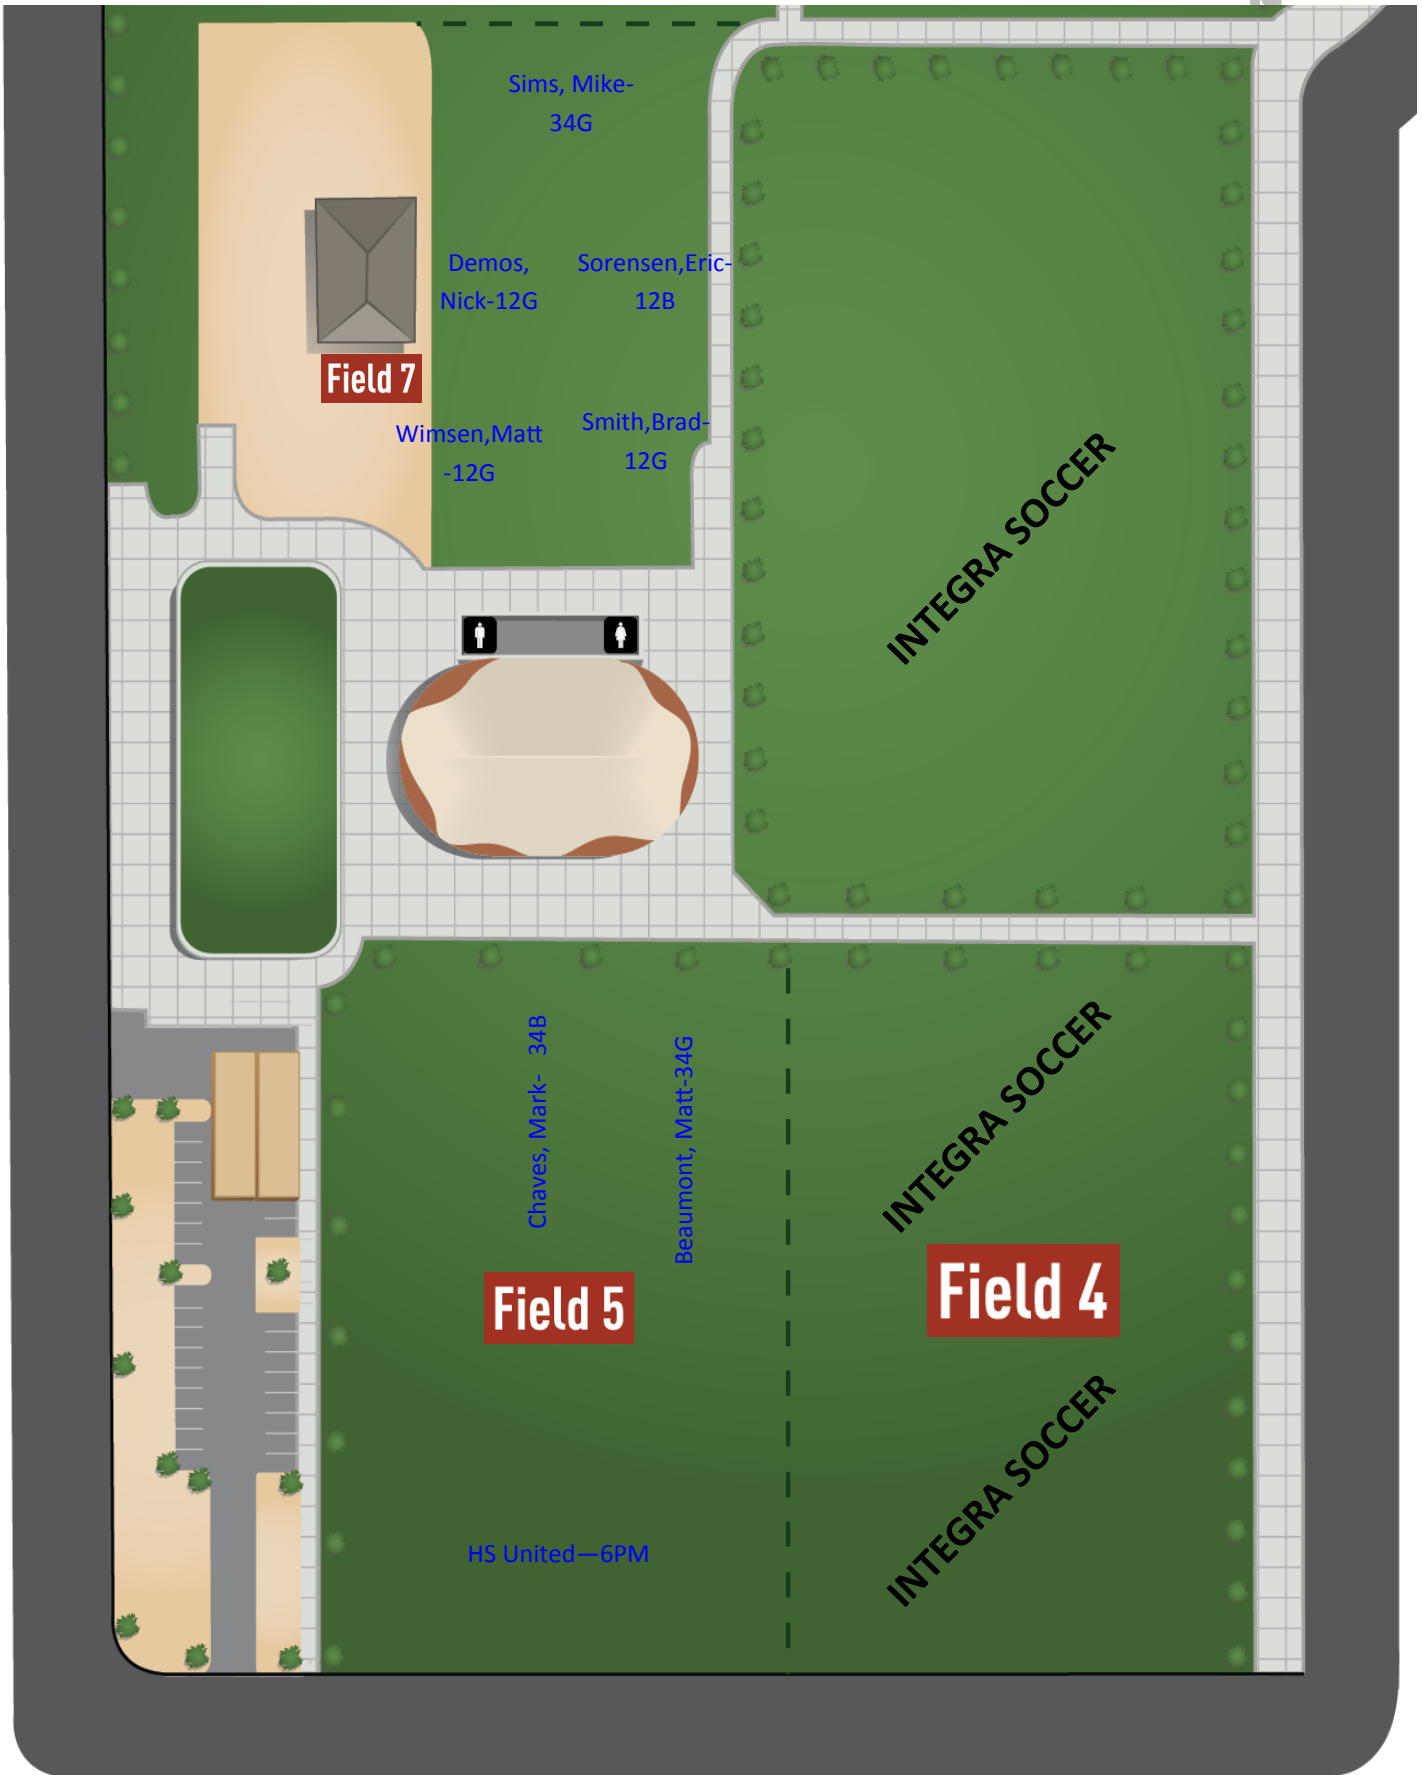 Sims, Mike-
34G
Demos,
Nick-12G
Sorensen,Eric-
12B
Field 7
Wimsen,Matt
-12G
Smith,Brad-
12G
INTEGRA SOCCER
Chaves, Mark- 34B
Beaumont, Matt-34G
INTEGRA SOCCER
Field 5
Field 4
INTEGRA SOCCER
HS United—6PM